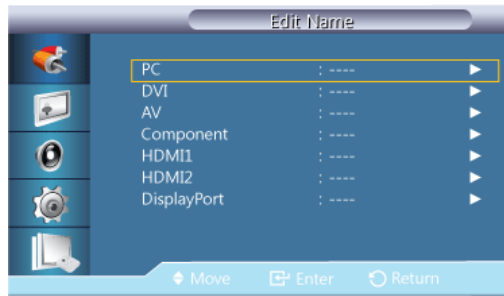 Edit Name
PC : ---- ►
DVI : ---- ►
AV : ---- ►
Component : ---- ►
HDMI1 : ---- ►
HDMI2 : ---- ►
DisplayPort : ---- ►
Move Enter Return